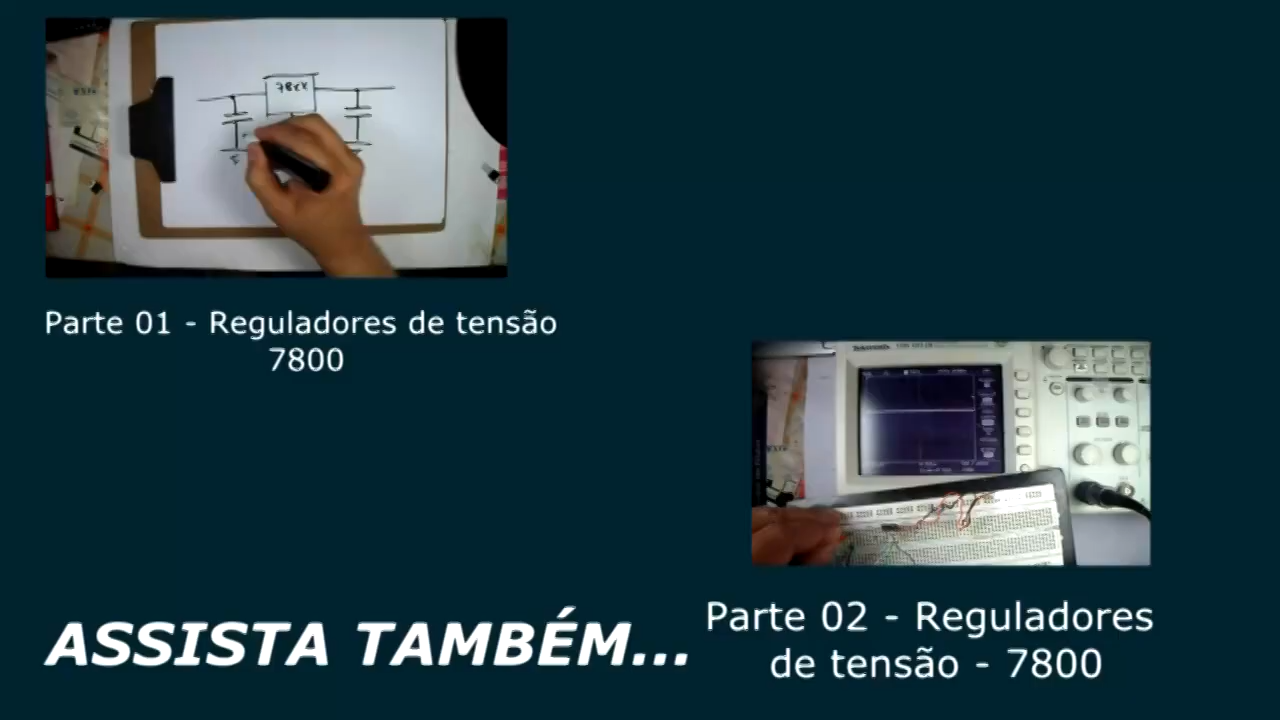 78XX
Parte 01 - Reguladores de tensão
7800
ASSISTA TAMBÉM...
Parte 02 - Reguladores
de tensão - 7800